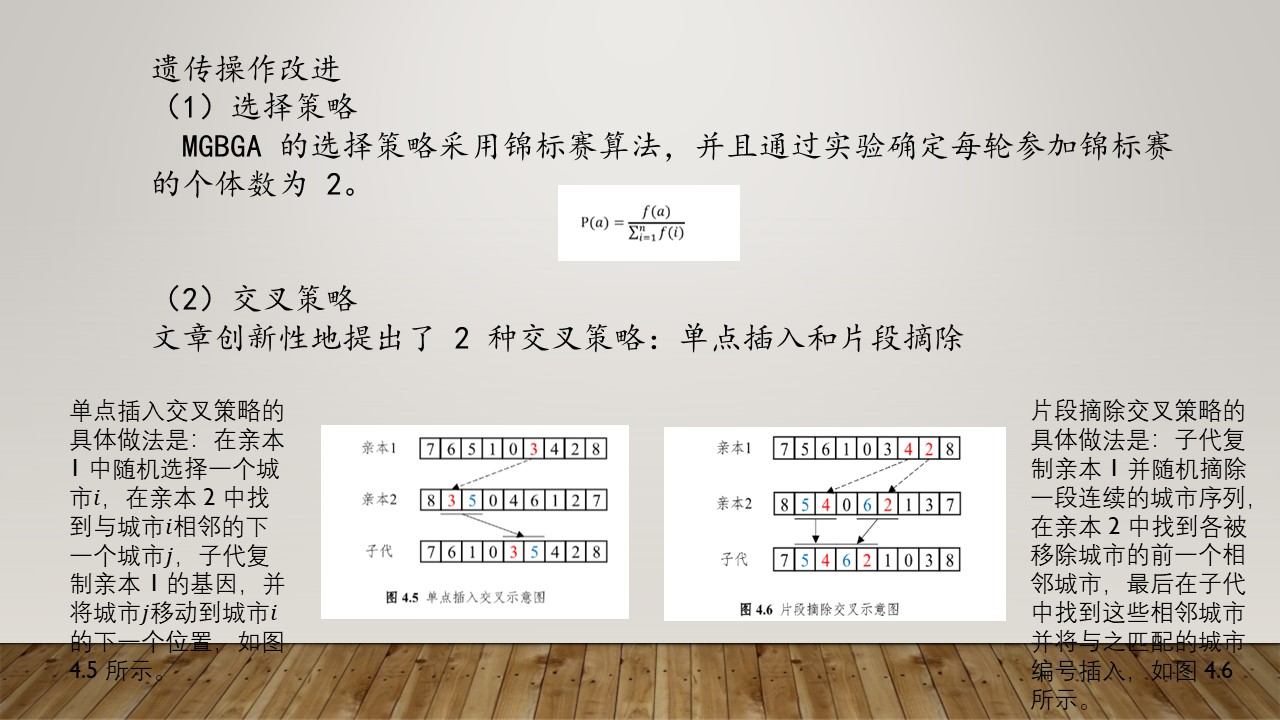 遗传操作改进
（1）选择策略
MGBGA 的选择策略采用锦标赛算法，并且通过实验确定每轮参加锦标赛
的个体数为 2。
P(a) = f(a) / ∑ⁿᵢ₌₁ f(i)
（2）交叉策略
文章创新性地提出了 2 种交叉策略：单点插入和片段摘除
单点插入交叉策略的
具体做法是：在亲本
1 中随机选择一个城
市i，在亲本 2 中找
到与城市i相邻的下
一个城市j，子代复
制亲本 1 的基因，并
将城市j移动到城市i
的下一个位置，如图
4.5 所示。
亲本1 7 6 5 1 0 3 4 2 8
亲本2 8 3 5 0 4 6 1 2 7
子代 7 6 1 0 3 5 4 2 8
图 4.5 单点插入交叉示意图
亲本1 7 5 6 1 0 3 4 2 8
亲本2 8 5 4 0 6 2 1 3 7
子代 7 5 4 6 2 1 0 3 8
图 4.6 片段摘除交叉示意图
片段摘除交叉策略的
具体做法是：子代复
制亲本 1 并随机摘除
一段连续的城市序列，
在亲本 2 中找到各被
移除城市的前一个相
邻城市，最后在子代
中找到这些相邻城市
并将与之匹配的城市
编号插入，如图 4.6
所示。